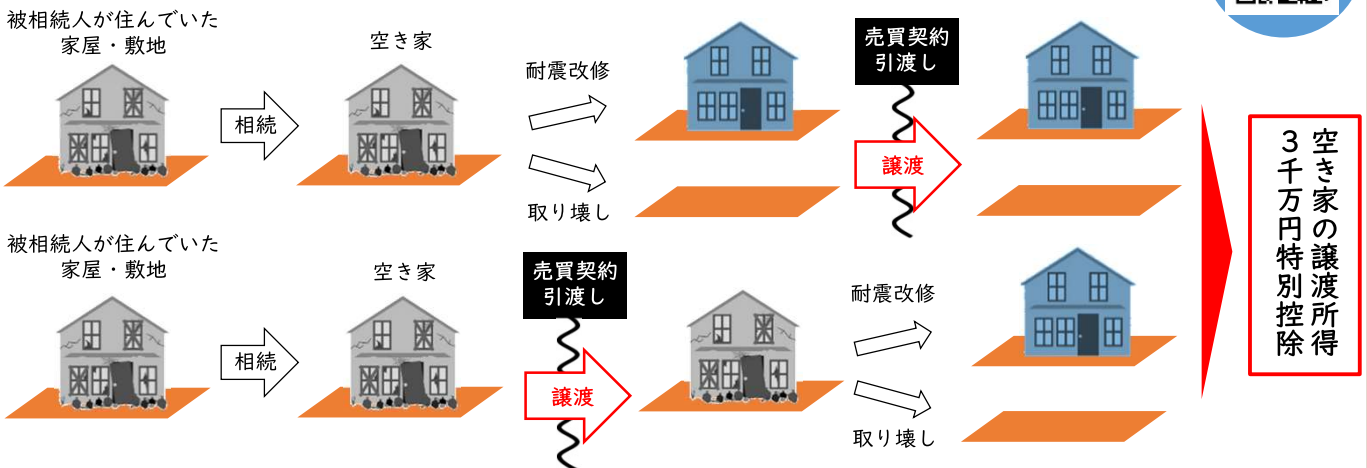 被相続人が住んでいた
家屋・敷地
相続
空き家
耐震改修
取り壊し
売買契約
引渡し
譲渡
被相続人が住んでいた
家屋・敷地
相続
空き家
売買契約
引渡し
譲渡
耐震改修
取り壊し
空き家の譲渡所得
３千万円特別控除